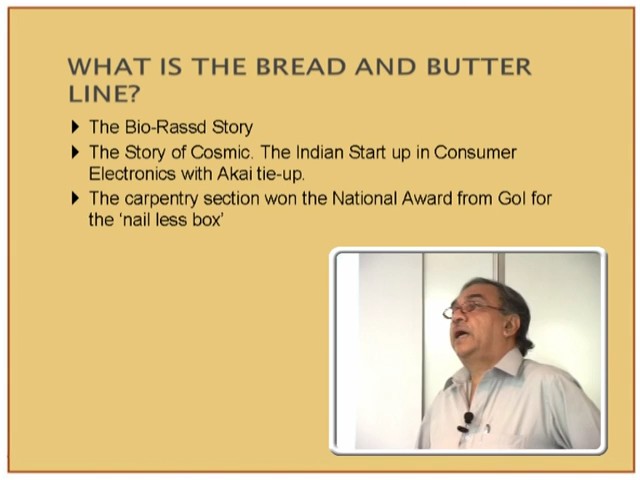 WHAT IS THE BREAD AND BUTTER
LINE?
The Bio-Rassd Story
The Story of Cosmic. The Indian Start up in Consumer
Electronics with Akai tie-up.
The carpentry section won the National Award from GoI for
the ‘nail less box’